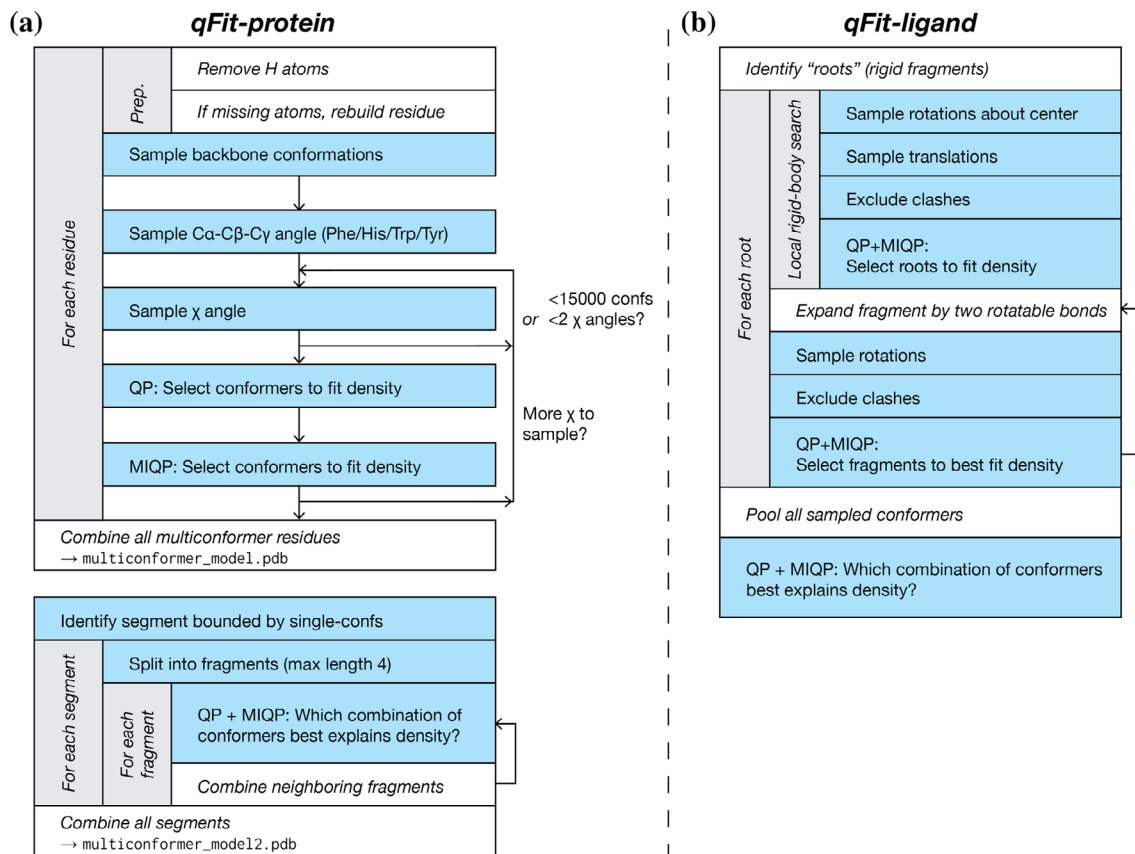 (a)
qFit-protein
For each residue
Prep.
Remove H atoms
If missing atoms, rebuild residue
Sample backbone conformations
Sample Cα-Cβ-Cγ angle (Phe/His/Trp/Tyr)
Sample χ angle
<15000 confs
or <2 χ angles?
QP: Select conformers to fit density
More χ to
sample?
MIQP: Select conformers to fit density
Combine all multiconformer residues
→ multiconformer_model.pdb
Identify segment bounded by single-confs
For each segment
Split into fragments (max length 4)
For each
fragment
QP + MIQP: Which combination of
conformers best explains density?
Combine neighboring fragments
Combine all segments
→ multiconformer_model2.pdb
(b)
qFit-ligand
Identify “roots” (rigid fragments)
For each root
Local rigid-body search
Sample rotations about center
Sample translations
Exclude clashes
QP+MIQP:
Select roots to fit density
Expand fragment by two rotatable bonds
Sample rotations
Exclude clashes
QP+MIQP:
Select fragments to best fit density
Pool all sampled conformers
QP + MIQP: Which combination of conformers
best explains density?